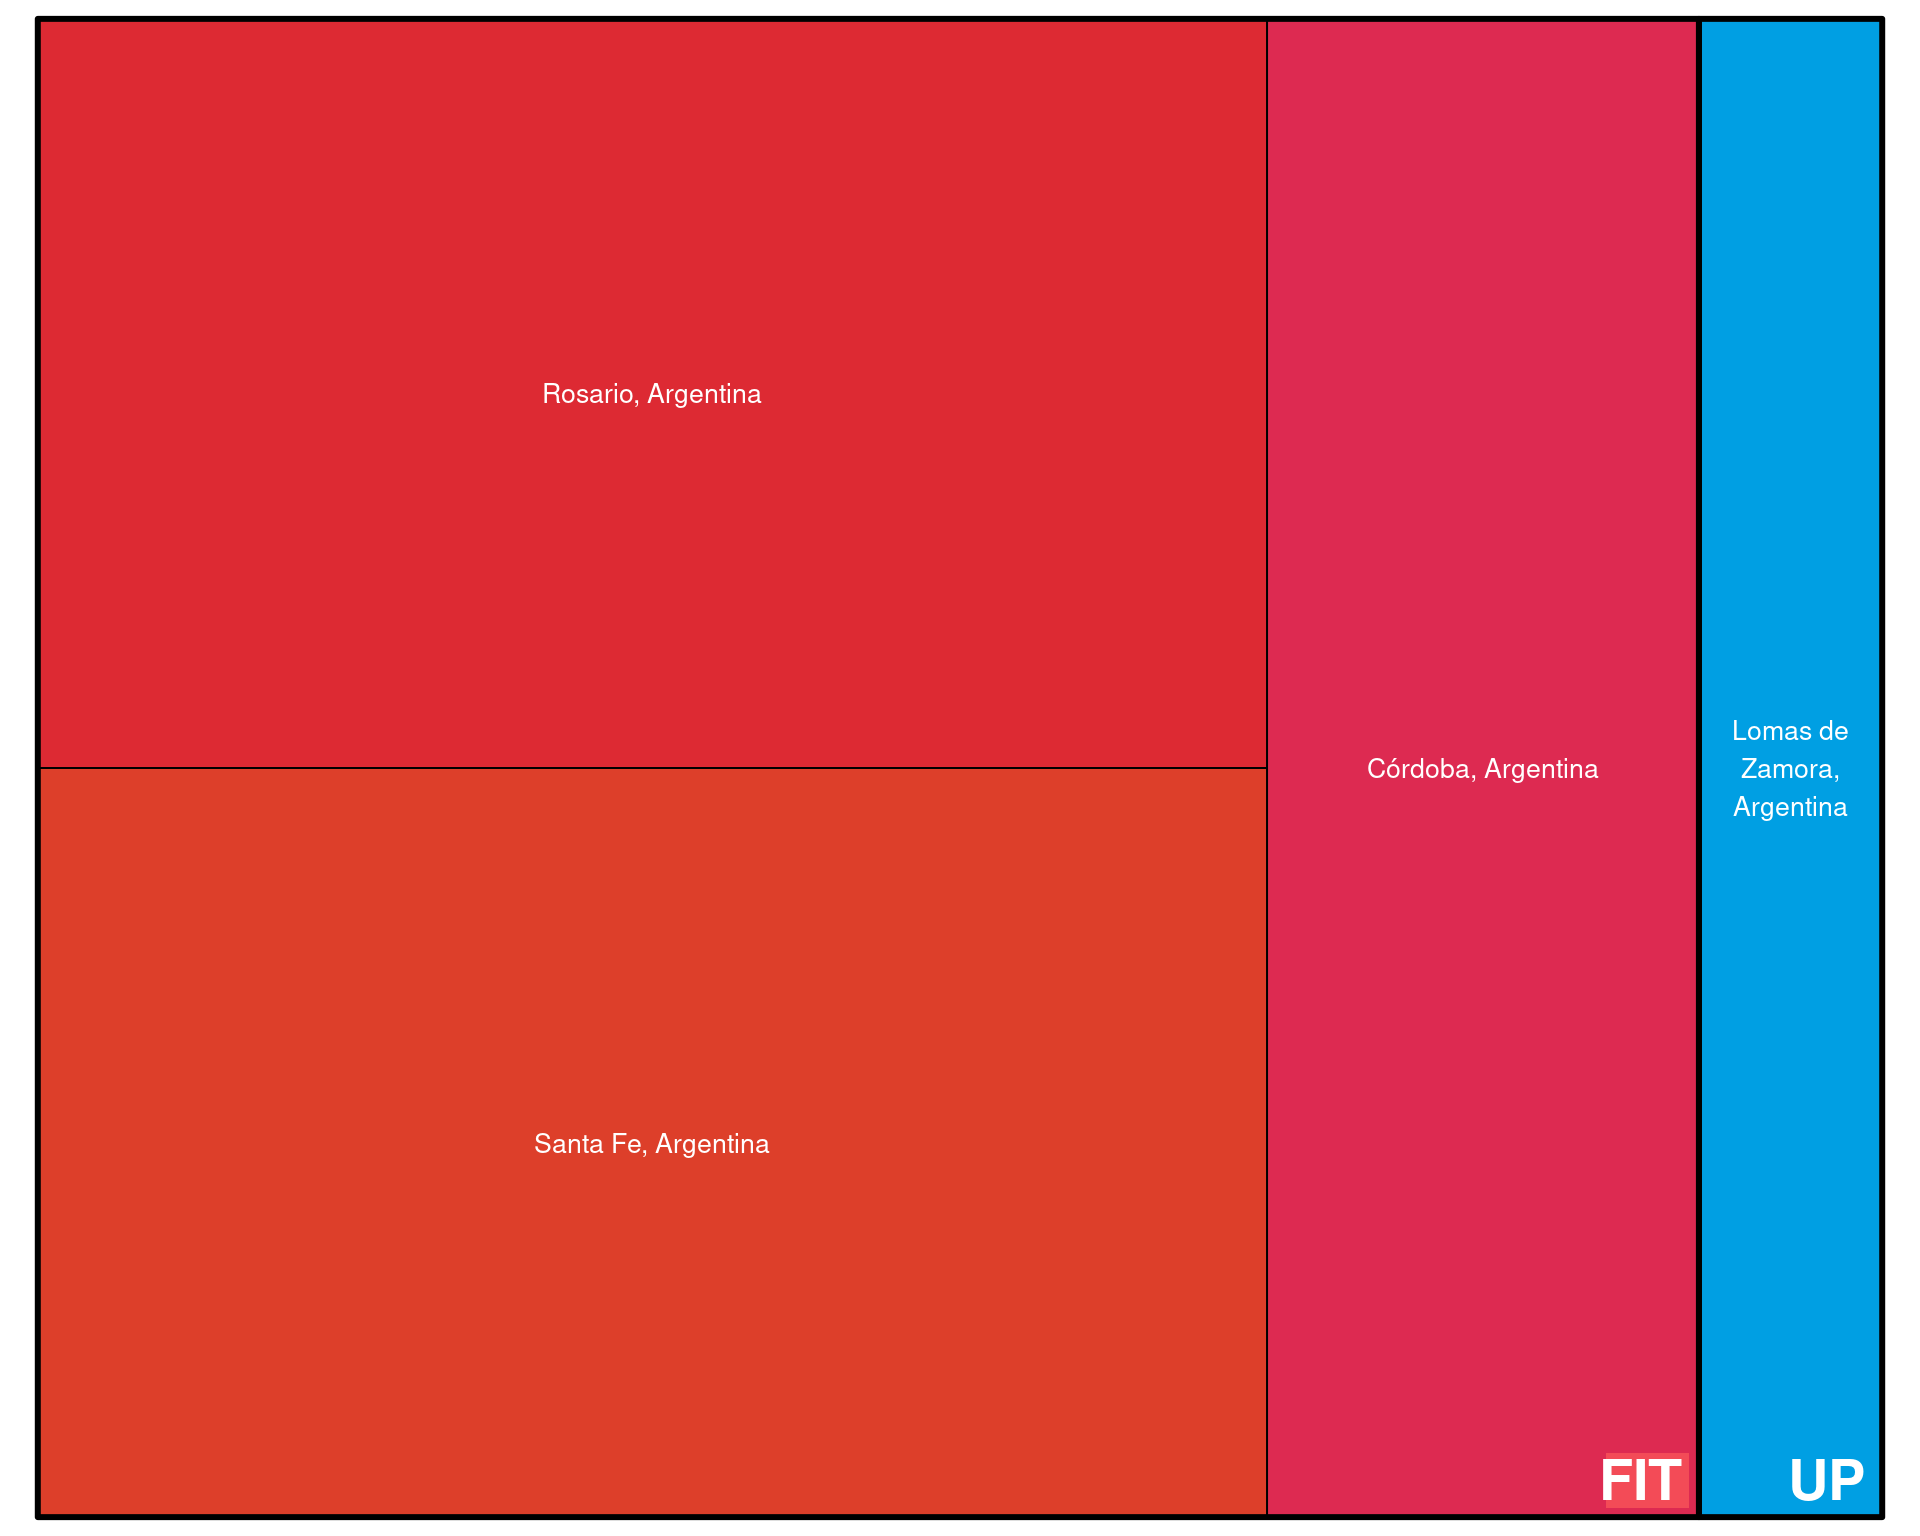 Rosario, Argentina
Santa Fe, Argentina
Córdoba, Argentina
FIT
Lomas de
Zamora,
Argentina
UP